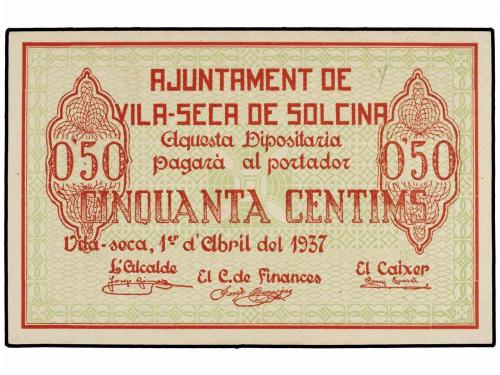 AJUNTAMENT DE
VILA-SECA DE SOLCINA
Aquesta Dipositaria
Pagarà al portador
0'50 0'50
CINQUANTA CENTIMS
Vila-seca, 1er d'Abril del 1937
L'Alcalde El C. de Finances El Caixer